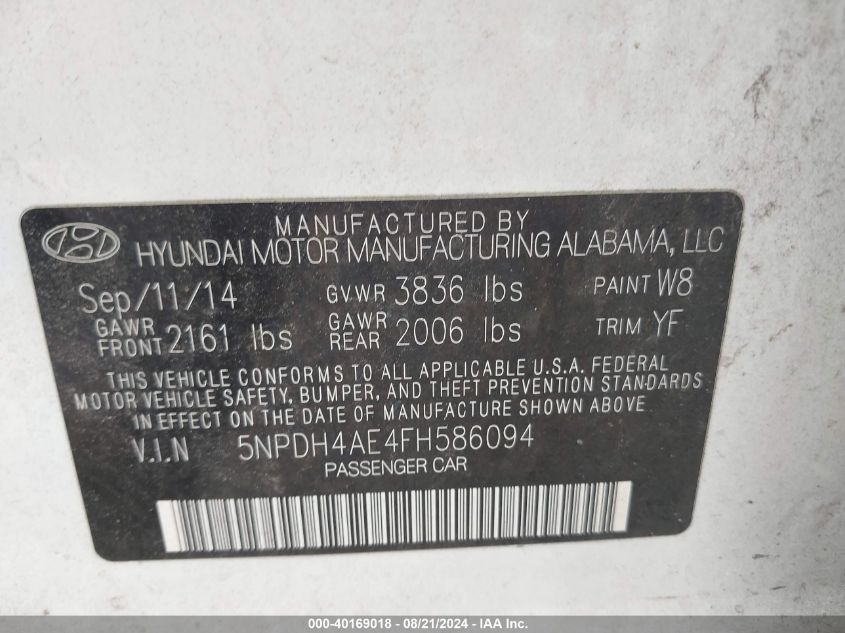 MANUFACTURED BY
HYUNDAI MOTOR MANUFACTURING ALABAMA, LLC
Sep/11/14 GVWR 3836 lbs PAINT W8
GAWR FRONT 2161 lbs GAWR REAR 2006 lbs TRIM YF
THIS VEHICLE CONFORMS TO ALL APPLICABLE U.S.A. FEDERAL
MOTOR VEHICLE SAFETY, BUMPER, AND THEFT PREVENTION STANDARDS
IN EFFECT ON THE DATE OF MANUFACTURE SHOWN ABOVE.
V.I.N 5NPDH4AE4FH586094
PASSENGER CAR
000-40169018 - 08/21/2024 - IAA Inc.